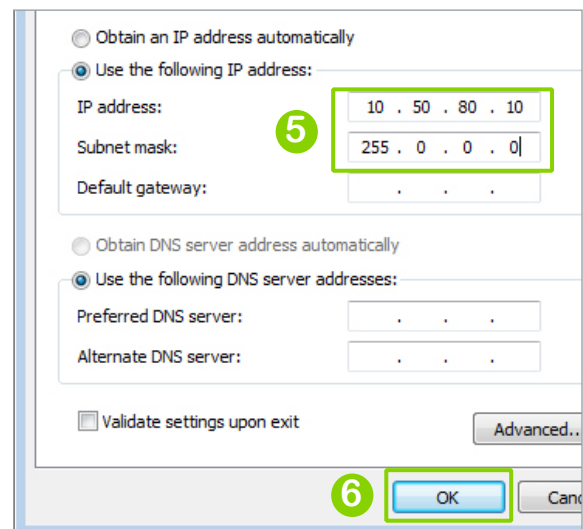 Obtain an IP address automatically
Use the following IP address:
IP address: 10 . 50 . 80 . 10
5
Subnet mask: 255 . 0 . 0 . 0
Default gateway: . . .
Obtain DNS server address automatically
Use the following DNS server addresses:
Preferred DNS server: . . .
Alternate DNS server: . . .
Validate settings upon exit
Advanced..
6 OK Canc